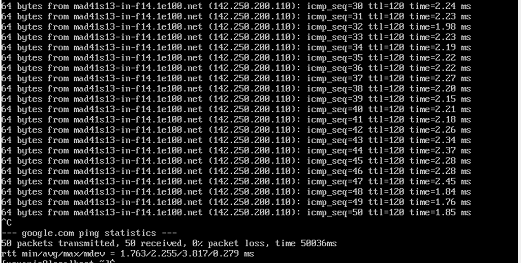 64 bytes from mad41s13-in-f14.1e100.net (142.250.200.110): icmp_seq=30 ttl=120 time=2.24 ms
64 bytes from mad41s13-in-f14.1e100.net (142.250.200.110): icmp_seq=31 ttl=120 time=2.23 ms
64 bytes from mad41s13-in-f14.1e100.net (142.250.200.110): icmp_seq=32 ttl=120 time=1.98 ms
64 bytes from mad41s13-in-f14.1e100.net (142.250.200.110): icmp_seq=33 ttl=120 time=2.23 ms
64 bytes from mad41s13-in-f14.1e100.net (142.250.200.110): icmp_seq=34 ttl=120 time=2.19 ms
64 bytes from mad41s13-in-f14.1e100.net (142.250.200.110): icmp_seq=35 ttl=120 time=2.22 ms
64 bytes from mad41s13-in-f14.1e100.net (142.250.200.110): icmp_seq=36 ttl=120 time=2.22 ms
64 bytes from mad41s13-in-f14.1e100.net (142.250.200.110): icmp_seq=37 ttl=120 time=2.27 ms
64 bytes from mad41s13-in-f14.1e100.net (142.250.200.110): icmp_seq=38 ttl=120 time=2.20 ms
64 bytes from mad41s13-in-f14.1e100.net (142.250.200.110): icmp_seq=39 ttl=120 time=2.15 ms
64 bytes from mad41s13-in-f14.1e100.net (142.250.200.110): icmp_seq=40 ttl=120 time=2.21 ms
64 bytes from mad41s13-in-f14.1e100.net (142.250.200.110): icmp_seq=41 ttl=120 time=2.18 ms
64 bytes from mad41s13-in-f14.1e100.net (142.250.200.110): icmp_seq=42 ttl=120 time=2.26 ms
64 bytes from mad41s13-in-f14.1e100.net (142.250.200.110): icmp_seq=43 ttl=120 time=2.34 ms
64 bytes from mad41s13-in-f14.1e100.net (142.250.200.110): icmp_seq=44 ttl=120 time=2.37 ms
64 bytes from mad41s13-in-f14.1e100.net (142.250.200.110): icmp_seq=45 ttl=120 time=2.28 ms
64 bytes from mad41s13-in-f14.1e100.net (142.250.200.110): icmp_seq=46 ttl=120 time=2.28 ms
64 bytes from mad41s13-in-f14.1e100.net (142.250.200.110): icmp_seq=47 ttl=120 time=2.45 ms
64 bytes from mad41s13-in-f14.1e100.net (142.250.200.110): icmp_seq=48 ttl=120 time=1.84 ms
64 bytes from mad41s13-in-f14.1e100.net (142.250.200.110): icmp_seq=49 ttl=120 time=1.76 ms
64 bytes from mad41s13-in-f14.1e100.net (142.250.200.110): icmp_seq=50 ttl=120 time=1.85 ms
^C
--- google.com ping statistics ---
50 packets transmitted, 50 received, 0% packet loss, time 50036ms
rtt min/avg/max/mdev = 1.763/2.255/3.817/0.279 ms